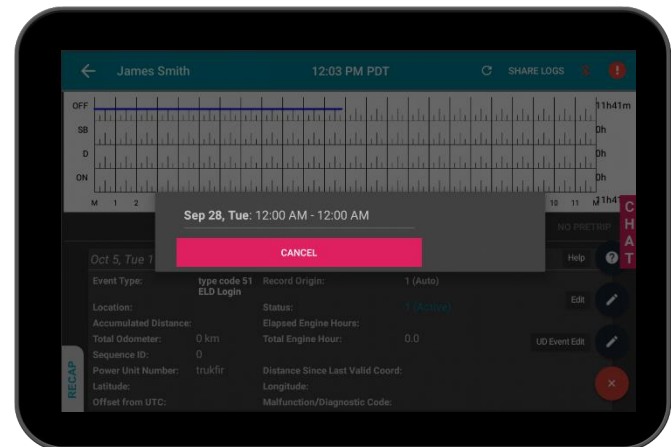 James Smith 12:03 PM PDT SHARE LOGS
OFF 11h41m
SB 0h
D 0h
ON 0h
M 1 2 10 11 M 11h41
Sep 28, Tue: 12:00 AM - 12:00 AM
CANCEL
CHAT
NO PRETRIP
Oct 5, Tue 1 Help
Event Type: type code 51 Record Origin: 1 (Auto)
ELD Login
Edit
Location: Status: 1 (Active)
Accumulated Distance: Elapsed Engine Hours:
Total Odometer: 0 km Total Engine Hour: 0.0 UD Event Edit
Sequence ID: 0
Power Unit Number: trukfir Distance Since Last Valid Coord:
Latitude: Longitude:
Offset from UTC: Malfunction/Diagnostic Code:
RECAP